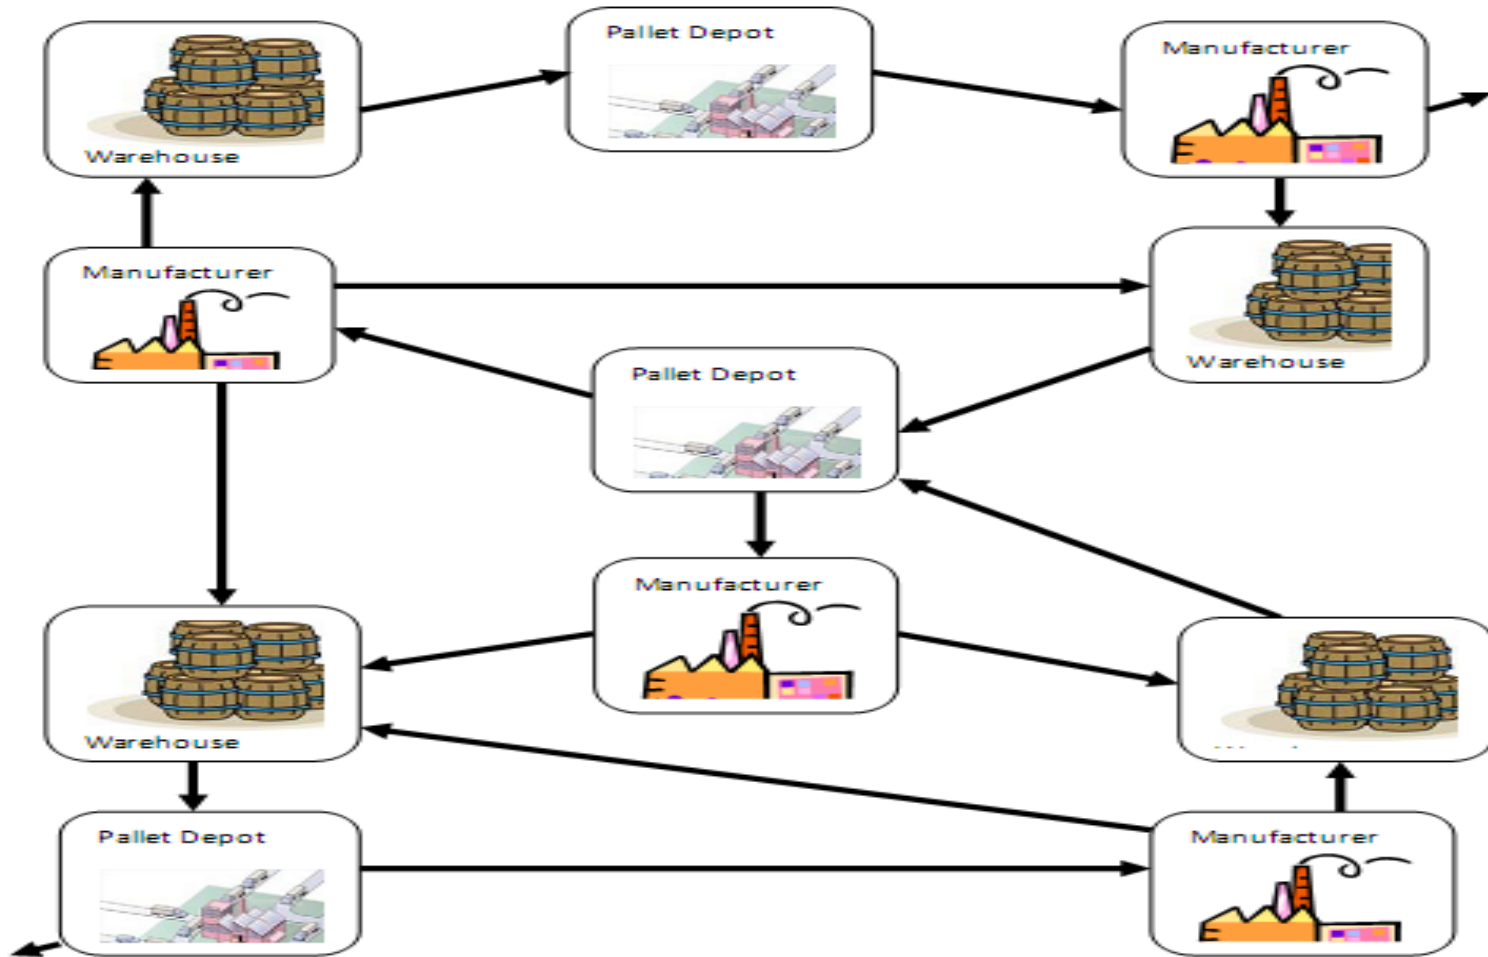 Pallet Depot
Manufacturer
Warehouse
Manufacturer
Warehouse
Pallet Depot
Manufacturer
Warehouse
Pallet Depot
Manufacturer